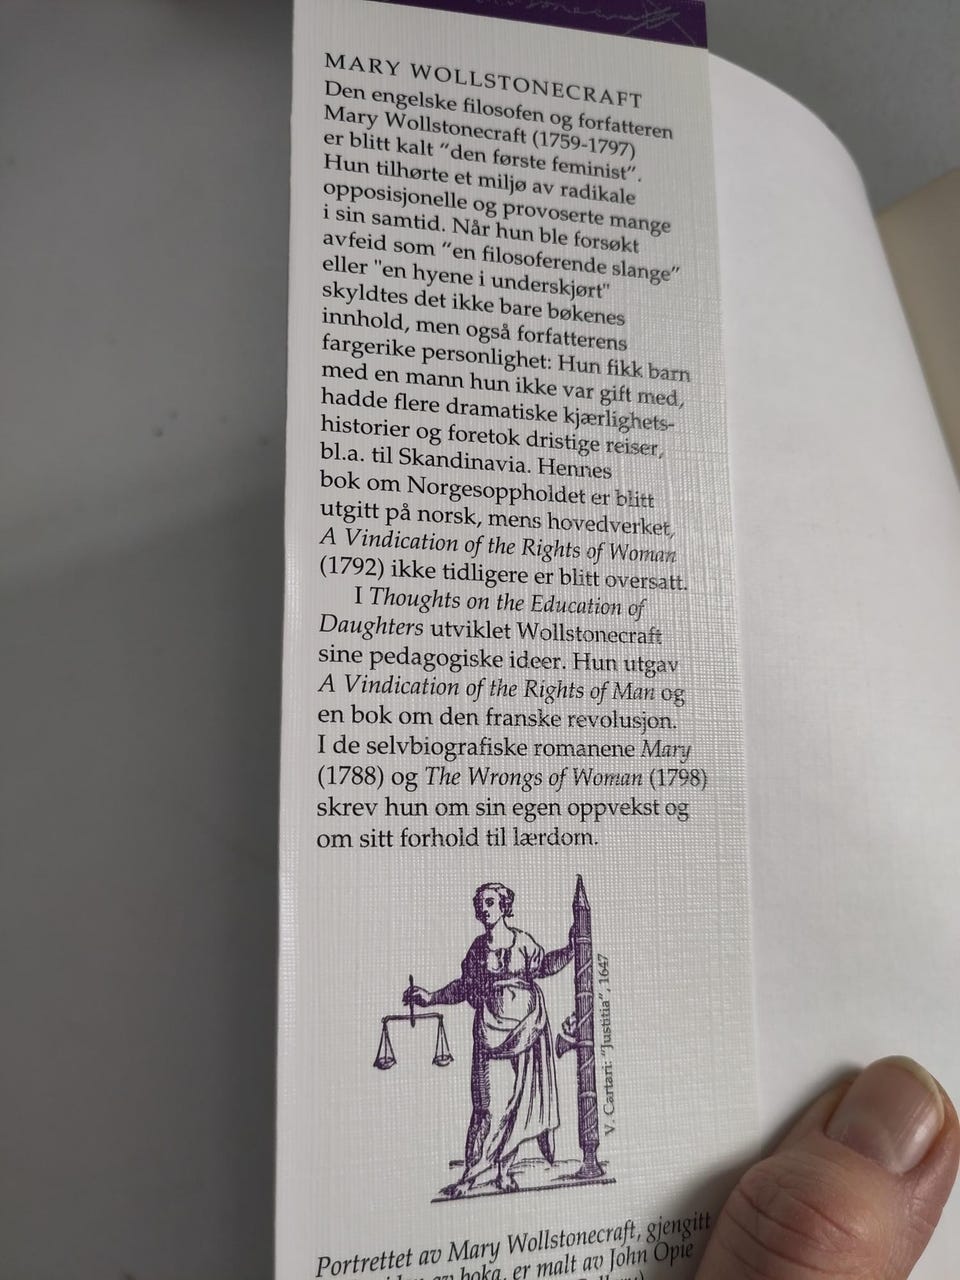 MARY WOLLSTONECRAFT
Den engelske filosofen og forfatteren
Mary Wollstonecraft (1759-1797)
er blitt kalt ”den første feminist”.
Hun tilhørte et miljø av radikale
opposisjonelle og provoserte mange
i sin samtid. Når hun ble forsøkt
avfeid som ”en filosoferende slange”
eller "en hyene i underskjørt"
skyldtes det ikke bare bøkenes
innhold, men også forfatterens
fargerike personlighet: Hun fikk barn
med en mann hun ikke var gift med,
hadde flere dramatiske kjærlighets-
historier og foretok dristige reiser,
bl.a. til Skandinavia. Hennes
bok om Norgesoppholdet er blitt
utgitt på norsk, mens hovedverket,
A Vindication of the Rights of Woman
(1792) ikke tidligere er blitt oversatt.
I Thoughts on the Education of
Daughters utviklet Wollstonecraft
sine pedagogiske ideer. Hun utgav
A Vindication of the Rights of Man og
en bok om den franske revolusjon.
I de selvbiografiske romanene Mary
(1788) og The Wrongs of Woman (1798)
skrev hun om sin egen oppvekst og
om sitt forhold til lærdom.
V. Cartari: ”Justitia”, 1647
Portrettet av Mary Wollstonecraft, gjengitt
boka, er malt av John Opie